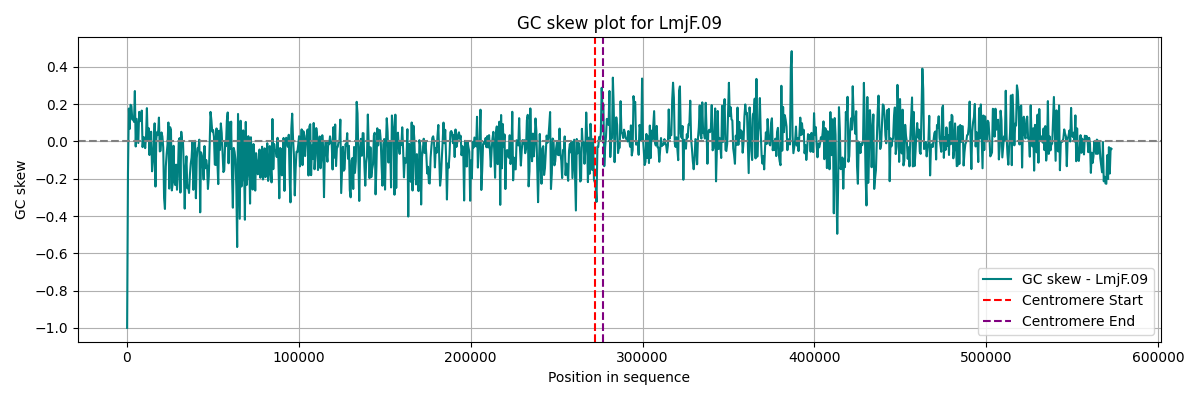 GC skew plot for LmjF.09
GC skew
0.4
0.2
0.0
−0.2
−0.4
−0.6
−0.8
−1.0
GC skew - LmjF.09
Centromere Start
Centromere End
0 100000 200000 300000 400000 500000 600000
Position in sequence